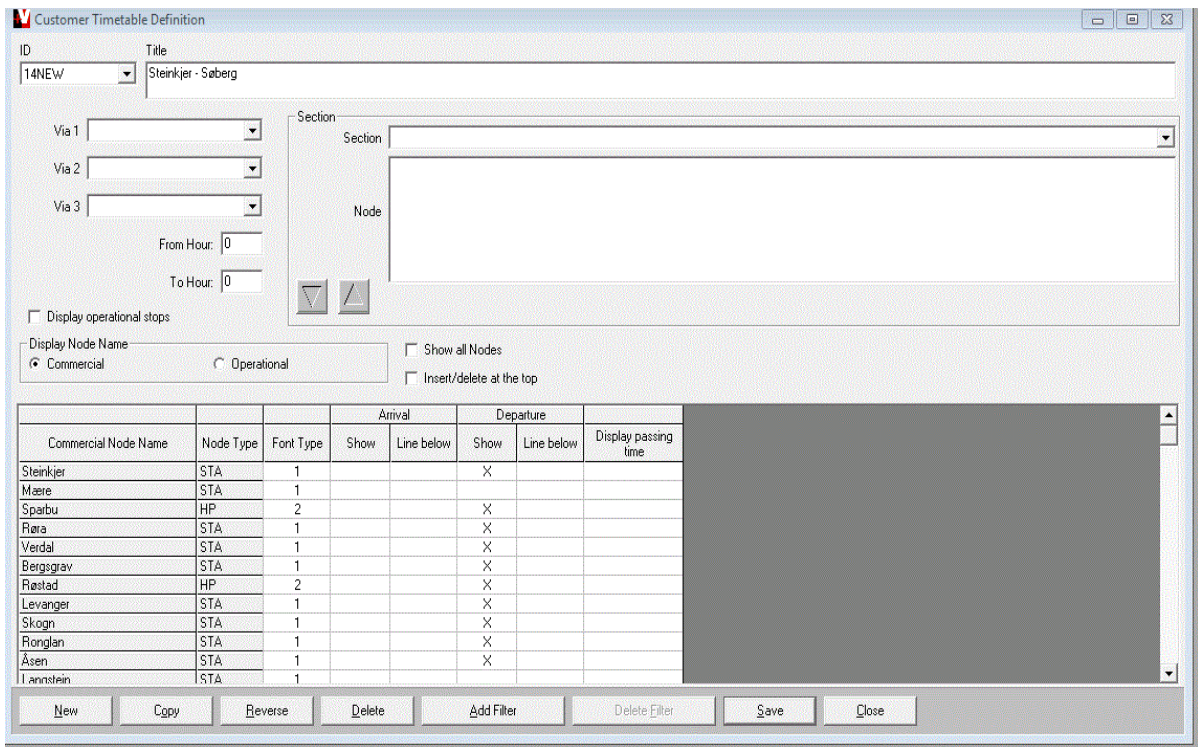 Customer Timetable Definition
ID Title
14NEW Steinkjer - Søberg
Via 1
Via 2
Via 3
From Hour: 0
To Hour: 0
Display operational stops
Section
Section
Node
Display Node Name
Commercial Operational
Show all Nodes
Insert/delete at the top
Arrival Departure
Commercial Node Name Node Type Font Type Show Line below Show Line below Display passing time
Steinkjer STA 1 X
Mære STA 1
Sparbu HP 2 X
Røra STA 1 X
Verdal STA 1 X
Bergsgrav STA 1 X
Røstad HP 2 X
Levanger STA 1 X
Skogn STA 1 X
Ronglan STA 1 X
Åsen STA 1 X
Langstein STA 1
New Copy Reverse Delete Add Filter Delete Filter Save Close